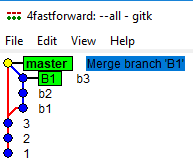 4fastforward: --all - gitk
File Edit View Help
master Merge branch 'B1'
B1 b3
b2
b1
3
2
1